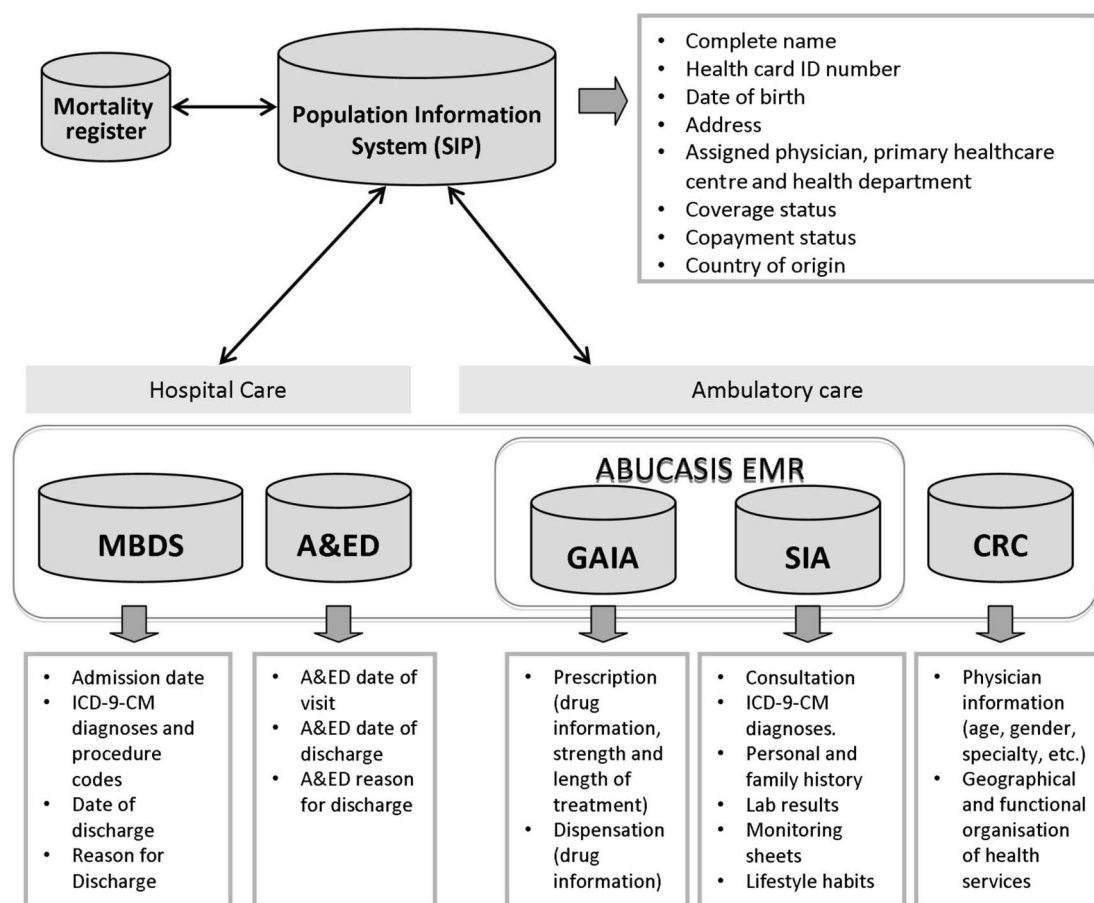 Mortality
register
Population Information
System (SIP)
• Complete name
• Health card ID number
• Date of birth
• Address
• Assigned physician, primary healthcare
centre and health department
• Coverage status
• Copayment status
• Country of origin
Hospital Care
Ambulatory care
ABUCASIS EMR
MBDS
A&ED
GAIA
SIA
CRC
• Admission date
• ICD-9-CM
diagnoses and
procedure
codes
• Date of
discharge
• Reason for
Discharge
• A&ED date of
visit
• A&ED date of
discharge
• A&ED reason
for discharge
• Prescription
(drug
information,
strength and
length of
treatment)
• Dispensation
(drug
information)
• Consultation
• ICD-9-CM
diagnoses.
• Personal and
family history
• Lab results
• Monitoring
sheets
• Lifestyle habits
• Physician
information
(age, gender,
specialty, etc.)
• Geographical
and functional
organisation
of health
services